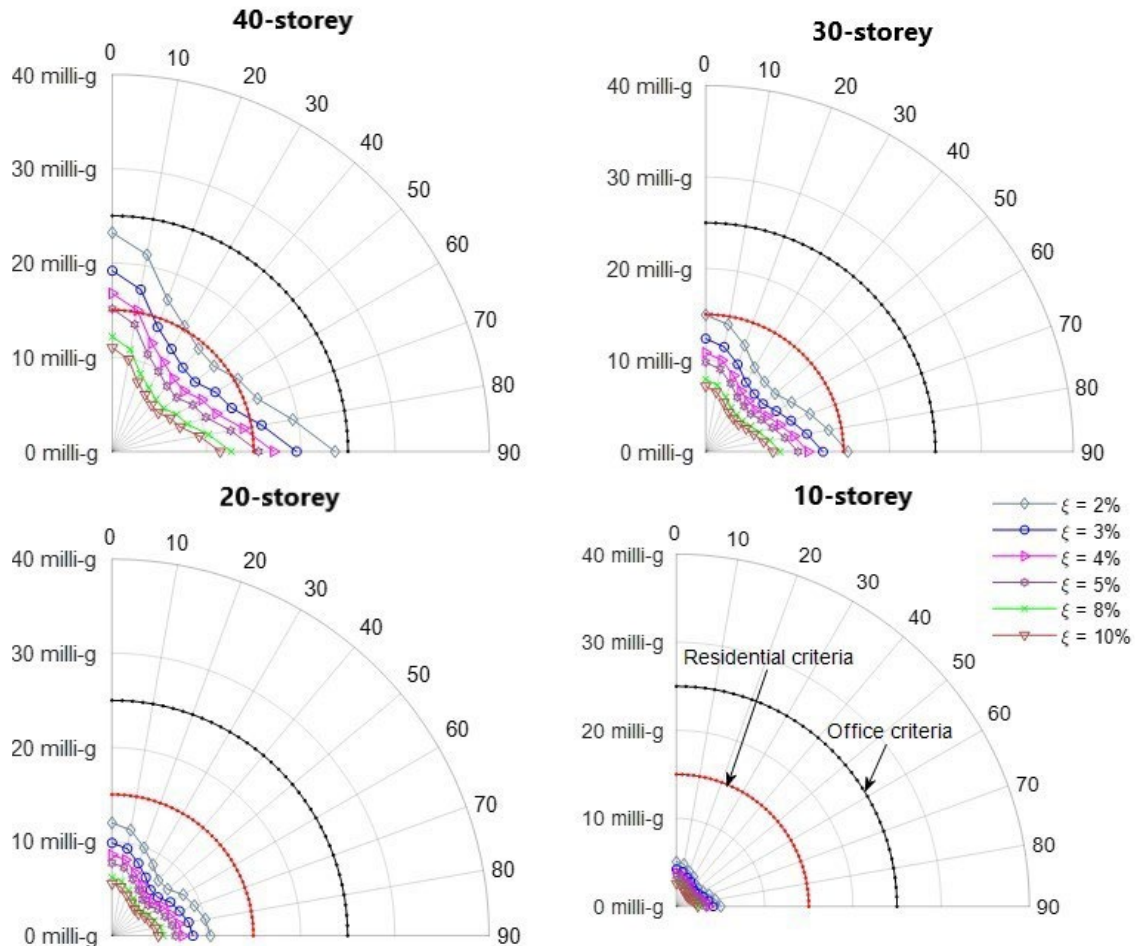 40-storey
0
10
20
30
40
50
60
70
80
90
40 milli-g
30 milli-g
20 milli-g
10 milli-g
0 milli-g
30-storey
0
10
20
30
40
50
60
70
80
90
40 milli-g
30 milli-g
20 milli-g
10 milli-g
0 milli-g
20-storey
0
10
20
30
40
50
60
70
80
90
40 milli-g
30 milli-g
20 milli-g
10 milli-g
0 milli-g
10-storey
0
10
20
30
40
50
60
70
80
90
40 milli-g
30 milli-g
20 milli-g
10 milli-g
0 milli-g
Residential criteria
Office criteria
ξ = 2%
ξ = 3%
ξ = 4%
ξ = 5%
ξ = 8%
ξ = 10%